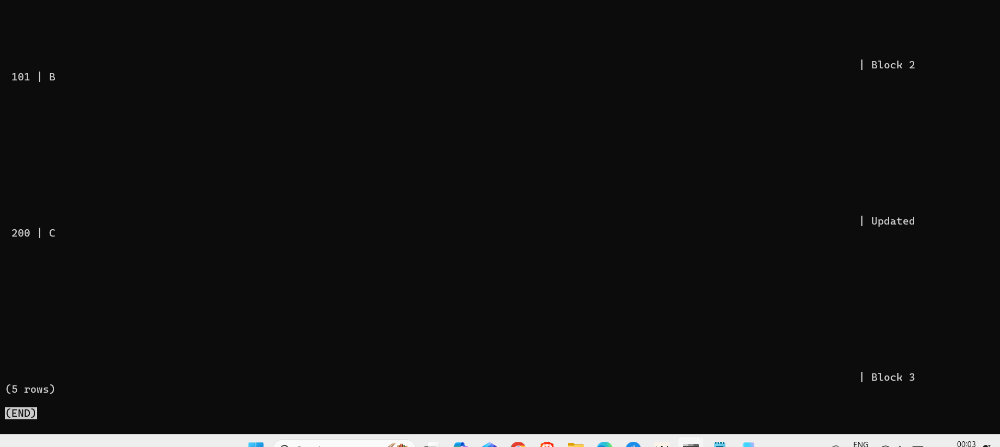 | Block 2
101 | B
| Updated
200 | C
| Block 3
(5 rows)
(END)
ENG
00:03